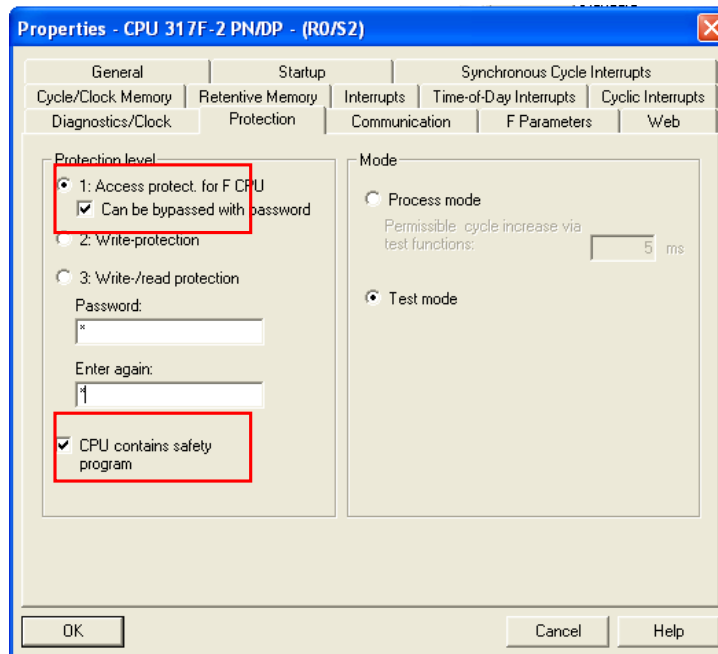 Properties - CPU 317F-2 PN/DP - (R0/S2)
General
Startup
Synchronous Cycle Interrupts
Cycle/Clock Memory
Retentive Memory
Interrupts
Time-of-Day Interrupts
Cyclic Interrupts
Diagnostics/Clock
Protection
Communication
F Parameters
Web
Protection level
1: Access protect. for F CPU
Can be bypassed with password
2: Write-protection
3: Write-/read protection
Password:
*
Enter again:
*
CPU contains safety
program
Mode
Process mode
Permissible cycle increase via
test functions:
5 ms
Test mode
OK
Cancel
Help